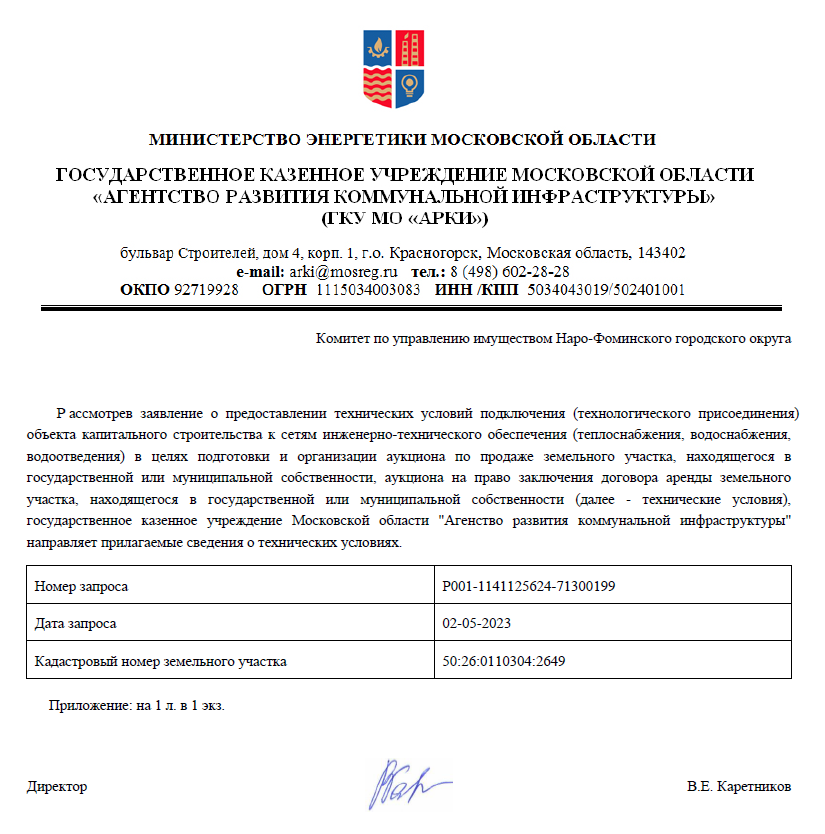 МИНИСТЕРСТВО ЭНЕРГЕТИКИ МОСКОВСКОЙ ОБЛАСТИ
ГОСУДАРСТВЕННОЕ КАЗЕННОЕ УЧРЕЖДЕНИЕ МОСКОВСКОЙ ОБЛАСТИ
«АГЕНТСТВО РАЗВИТИЯ КОММУНАЛЬНОЙ ИНФРАСТРУКТУРЫ»
(ГКУ МО «АРКИ»)
бульвар Строителей, дом 4, корп. 1, г.о. Красногорск, Московская область, 143402
e-mail: arki@mosreg.ru тел.: 8 (498) 602-28-28
ОКПО 92719928 ОГРН 1115034003083 ИНН /КПП 5034043019/502401001
Комитет по управлению имуществом Наро-Фоминского городского округа
Р ассмотрев заявление о предоставлении технических условий подключения (технологического присоединения)
объекта капитального строительства к сетям инженерно-технического обеспечения (теплоснабжения, водоснабжения,
водоотведения) в целях подготовки и организации аукциона по продаже земельного участка, находящегося в
государственной или муниципальной собственности, аукциона на право заключения договора аренды земельного
участка, находящегося в государственной или муниципальной собственности (далее - технические условия),
государственное казенное учреждение Московской области "Агенство развития коммунальной инфраструктуры"
направляет прилагаемые сведения о технических условиях.
Номер запроса P001-1141125624-71300199
Дата запроса 02-05-2023
Кадастровый номер земельного участка 50:26:0110304:2649
Приложение: на 1 л. в 1 экз.
Директор В.Е. Каретников